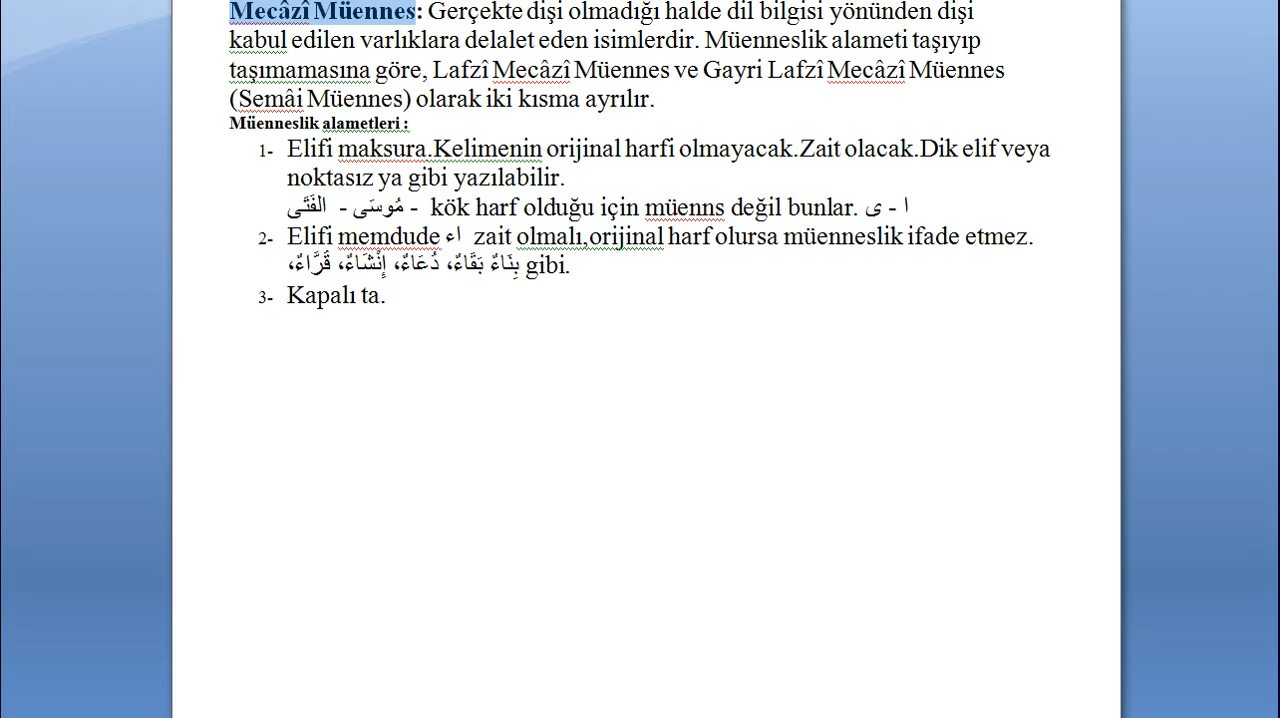 Mecâzî Müennes: Gerçekte dişi olmadığı halde dil bilgisi yönünden dişi
kabul edilen varlıklara delalet eden isimlerdir. Müenneslik alameti taşıyıp
taşımamasına göre, Lafzî Mecâzî Müennes ve Gayri Lafzî Mecâzî Müennes
(Semâi Müennes) olarak iki kısma ayrılır.
Müenneslik alametleri :
1- Elifi maksura.Kelimenin orijinal harfi olmayacak.Zait olacak.Dik elif veya
noktasız ya gibi yazılabilir.
الفَتَى - مُوسَى - kök harf olduğu için müenns değil bunlar. ا - ى
2- Elifi memdude اء zait olmalı,orijinal harf olursa müenneslik ifade etmez.
بِنَاءٌ بَقَاءٌ، دُعَاءٌ، إِنْشَاءٌ، قَرَّاءٌ، gibi.
3- Kapalı ta.